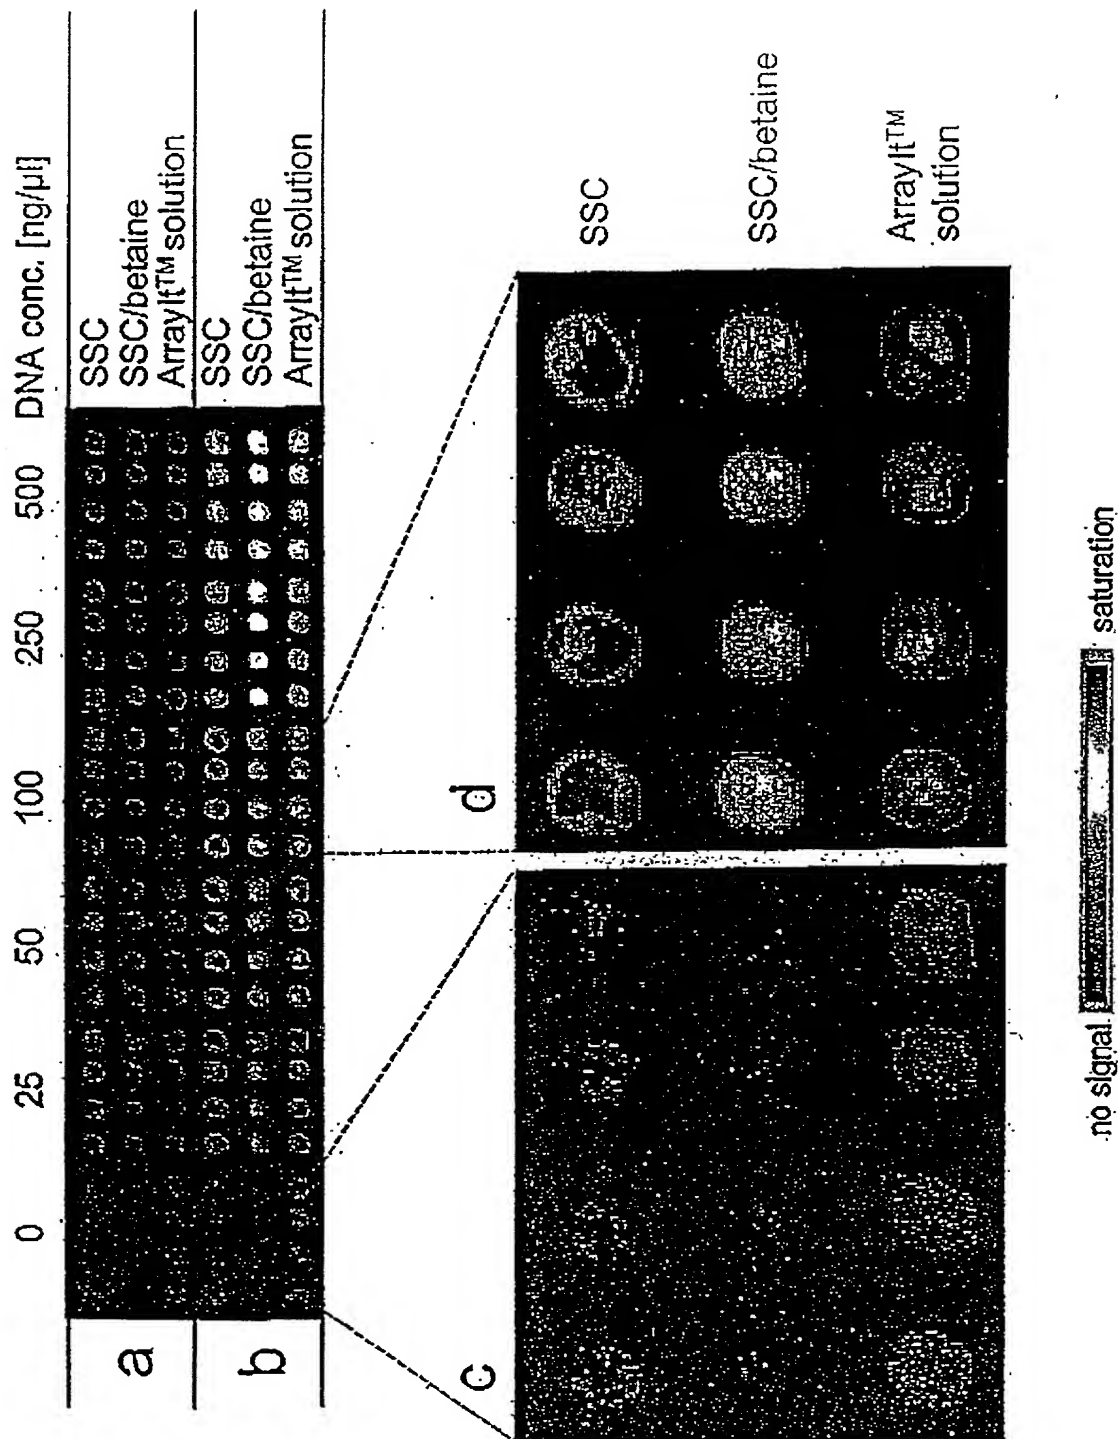 0 25 50 100 250 500 DNA conc. [ng/µl]
a
SSC
SSC/betaine
ArrayIt™ solution
b
SSC
SSC/betaine
ArrayIt™ solution
c
d
SSC
SSC/betaine
ArrayIt™
solution
no signal
saturation